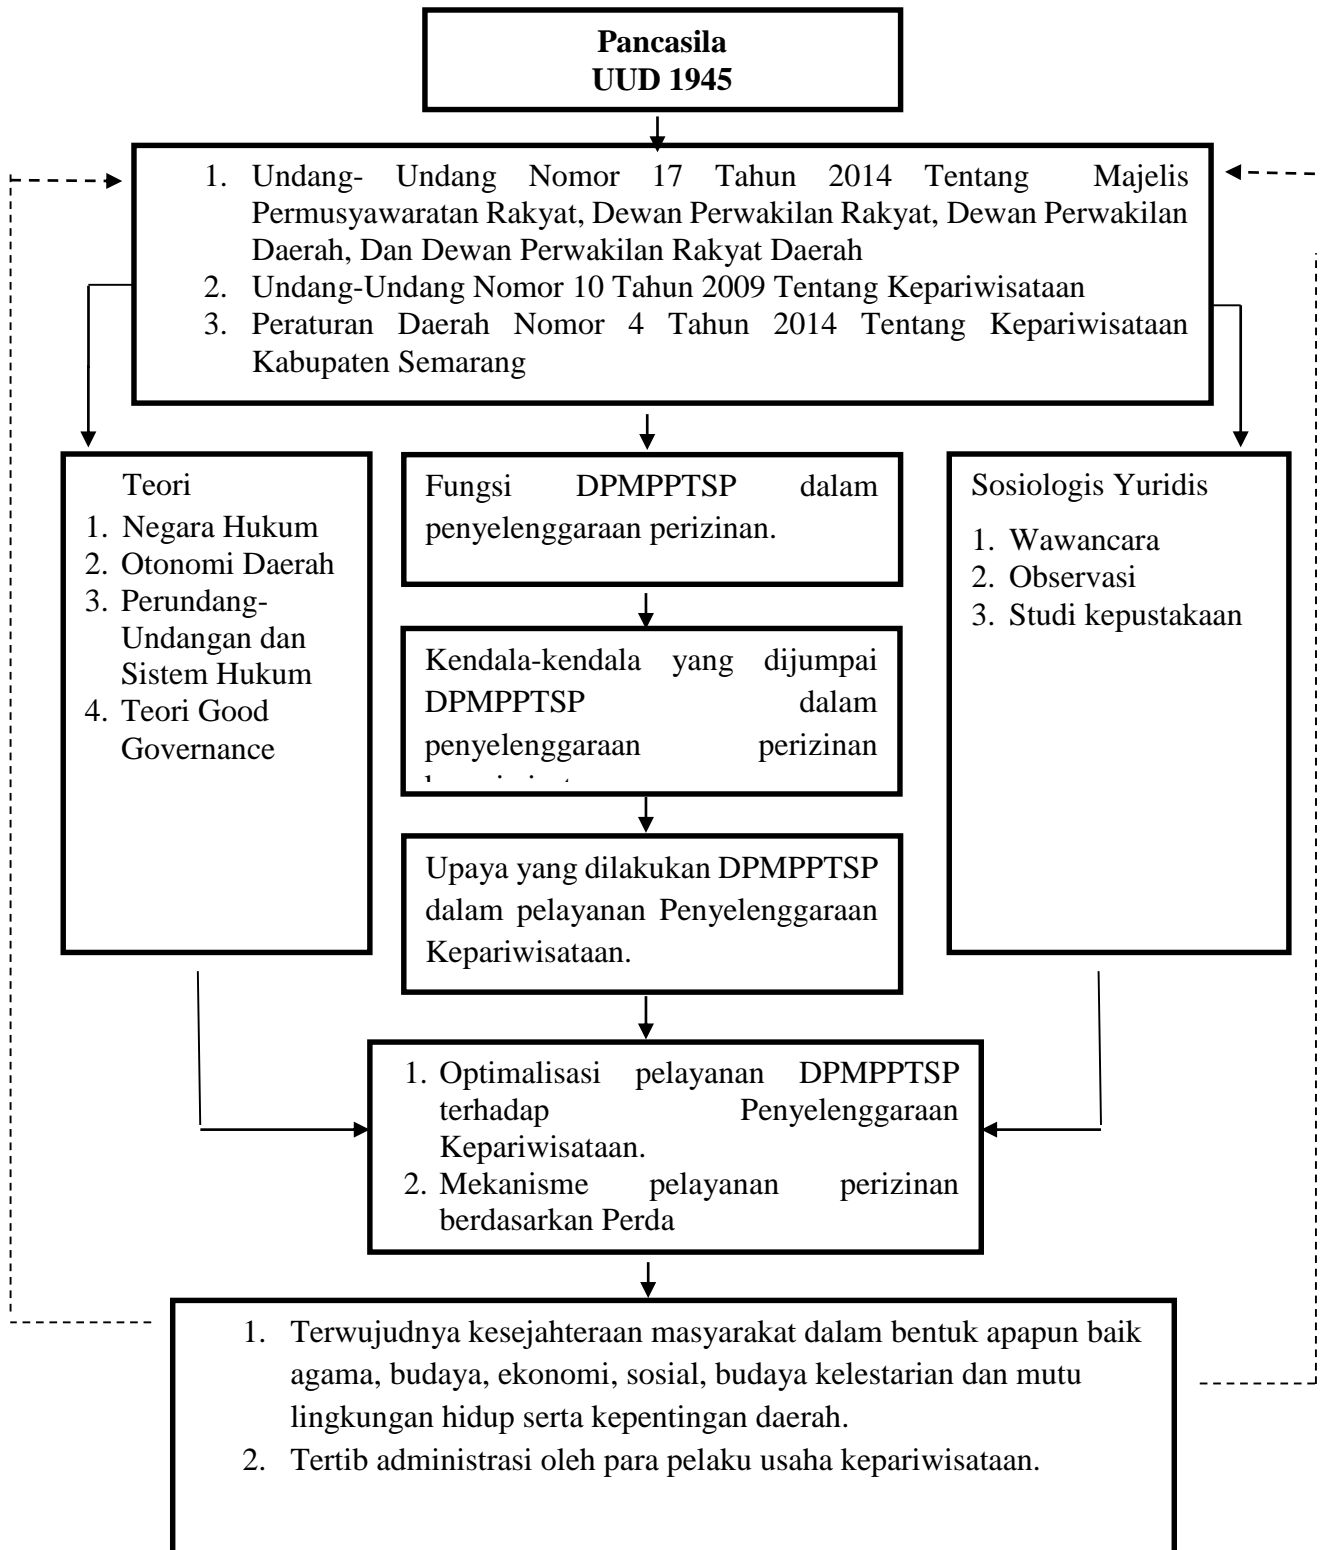 Pancasila
UUD 1945
1. Undang- Undang Nomor 17 Tahun 2014 Tentang Majelis
Permusyawaratan Rakyat, Dewan Perwakilan Rakyat, Dewan Perwakilan
Daerah, Dan Dewan Perwakilan Rakyat Daerah
2. Undang-Undang Nomor 10 Tahun 2009 Tentang Kepariwisataan
3. Peraturan Daerah Nomor 4 Tahun 2014 Tentang Kepariwisataan
Kabupaten Semarang
Teori
1. Negara Hukum
2. Otonomi Daerah
3. Perundang-
Undangan dan
Sistem Hukum
4. Teori Good
Governance
Fungsi DPMPPTSP dalam
penyelenggaraan perizinan.
Kendala-kendala yang dijumpai
DPMPPTSP dalam
penyelenggaraan perizinan
Upaya yang dilakukan DPMPPTSP
dalam pelayanan Penyelenggaraan
Kepariwisataan.
Sosiologis Yuridis
1. Wawancara
2. Observasi
3. Studi kepustakaan
1. Optimalisasi pelayanan DPMPPTSP
terhadap Penyelenggaraan
Kepariwisataan.
2. Mekanisme pelayanan perizinan
berdasarkan Perda
1. Terwujudnya kesejahteraan masyarakat dalam bentuk apapun baik
agama, budaya, ekonomi, sosial, budaya kelestarian dan mutu
lingkungan hidup serta kepentingan daerah.
2. Tertib administrasi oleh para pelaku usaha kepariwisataan.